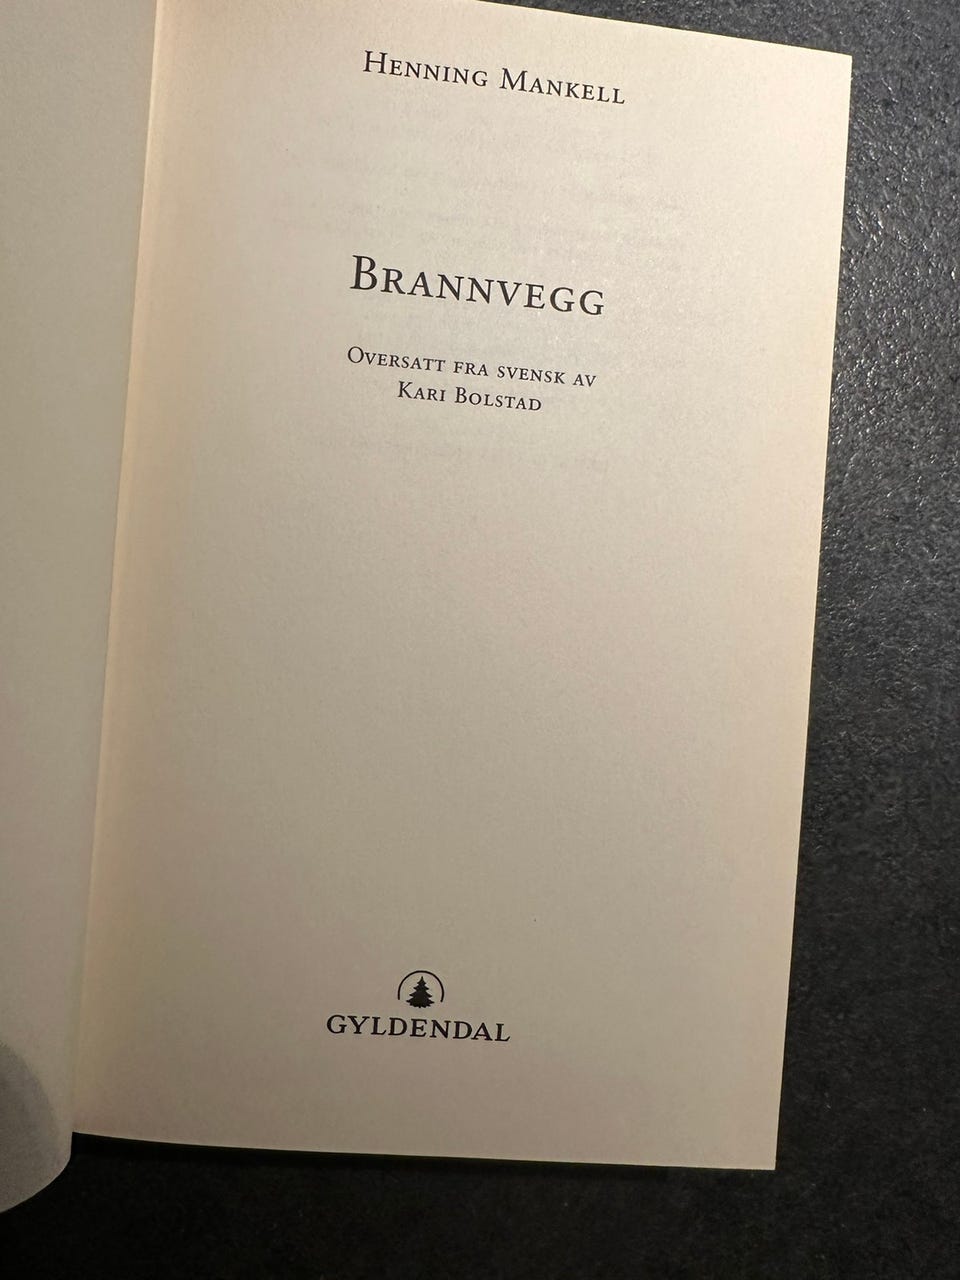 Henning Mankell
Brannvegg
Oversatt fra svensk av
Kari Bolstad
GYLDENDAL